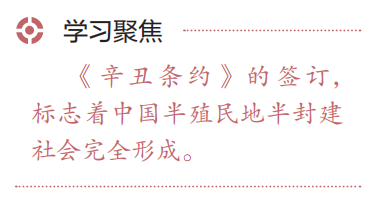 学习聚焦
《辛丑条约》的签订，
标志着中国半殖民地半封建
社会完全形成。